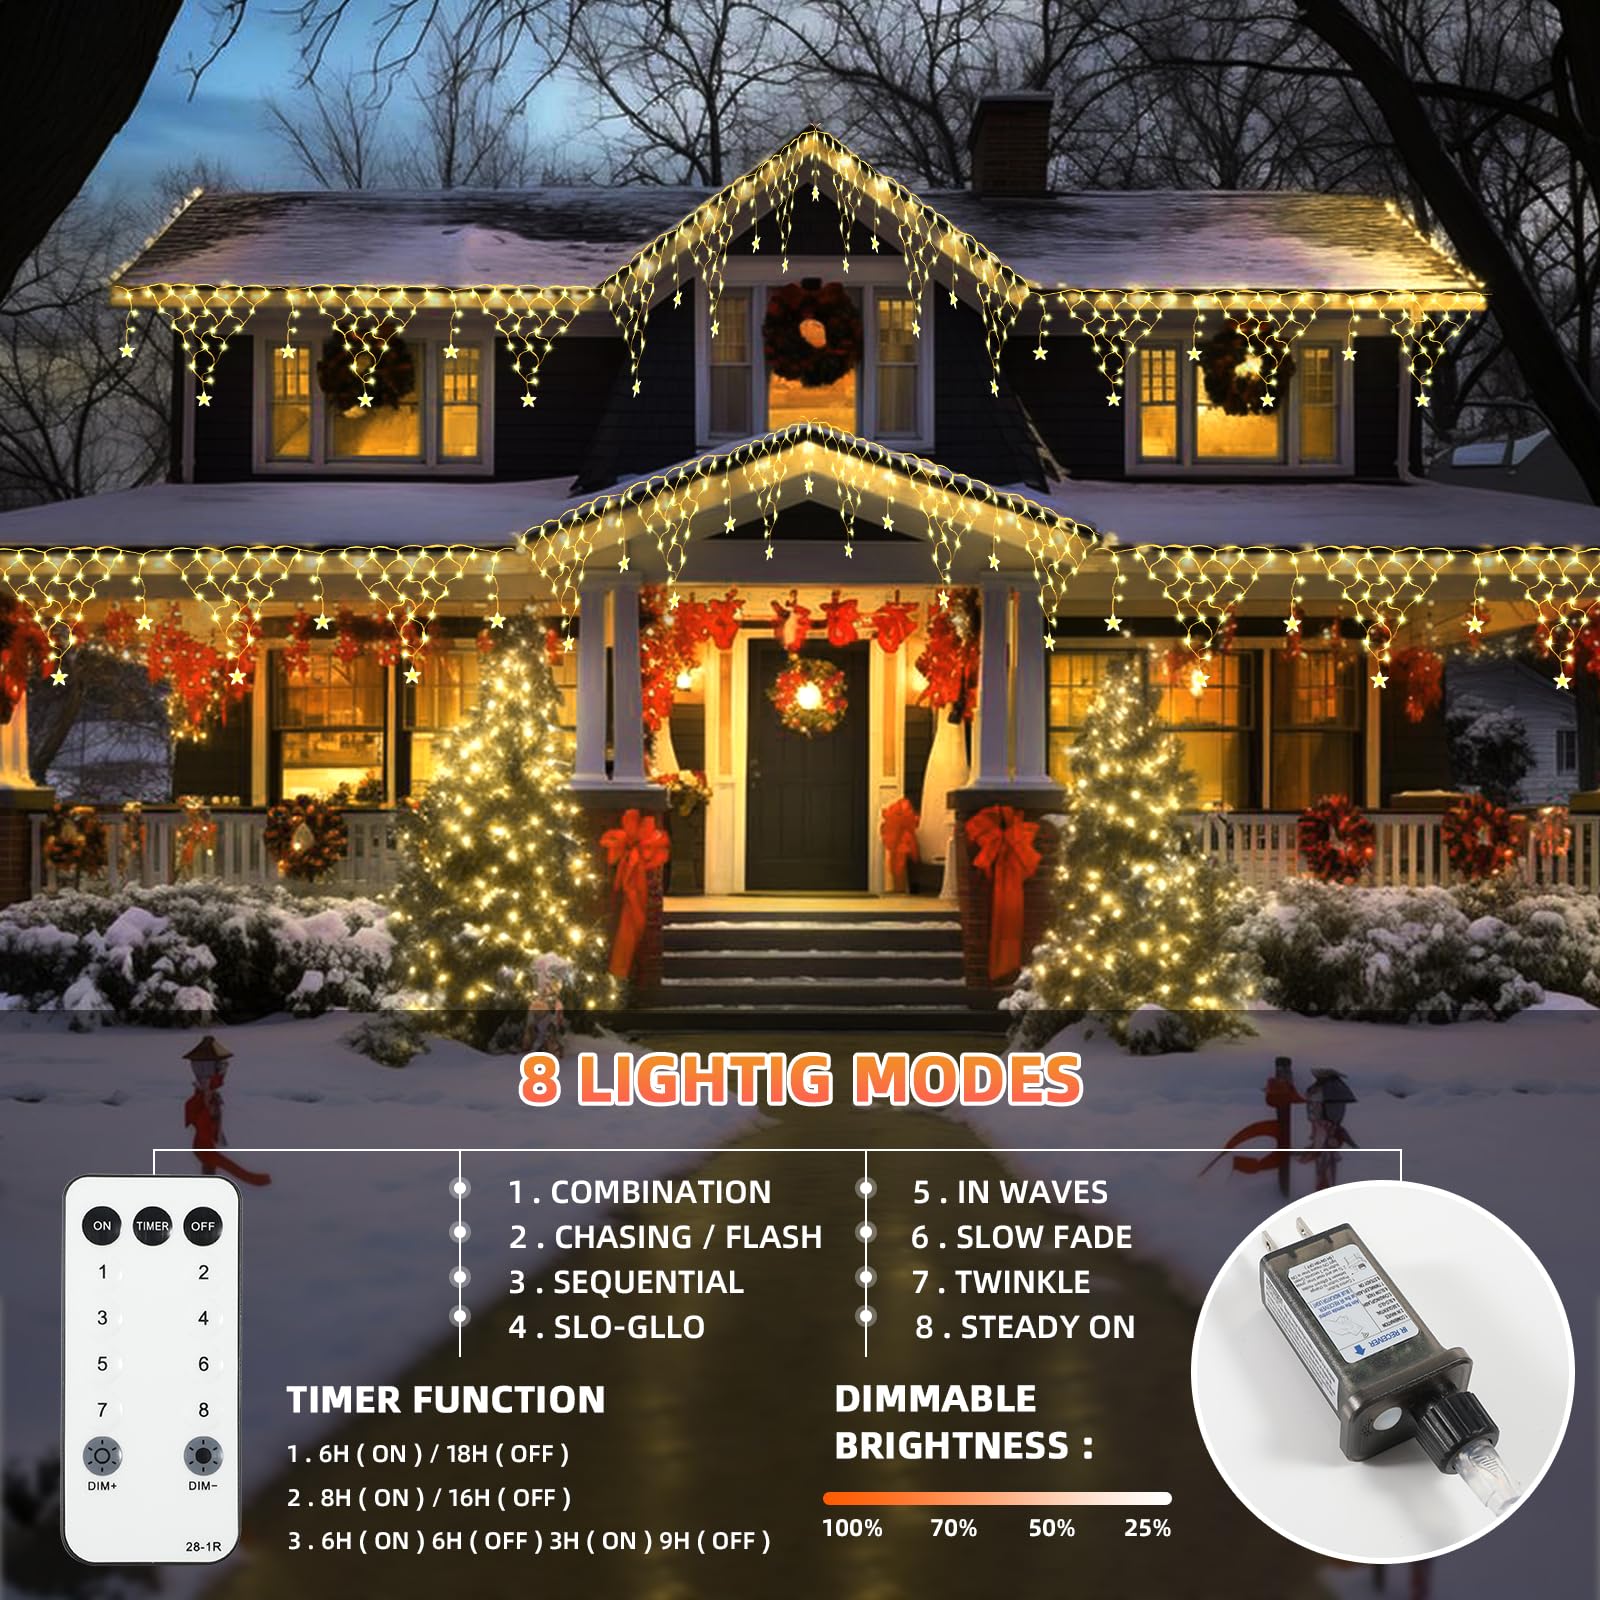 8 LIGHTIG MODES
ON TIMER OFF
1 2
3 4
5 6
7 8
DIM+ DIM−
28-1R
1 . COMBINATION
2 . CHASING / FLASH
3 . SEQUENTIAL
4 . SLO-GLLO
5 . IN WAVES
6 . SLOW FADE
7 . TWINKLE
8 . STEADY ON
TIMER FUNCTION
1 . 6H ( ON ) / 18H ( OFF )
2 . 8H ( ON ) / 16H ( OFF )
3 . 6H ( ON ) 6H ( OFF ) 3H ( ON ) 9H ( OFF )
DIMMABLE
BRIGHTNESS :
100% 70% 50% 25%
IR RECEIVER